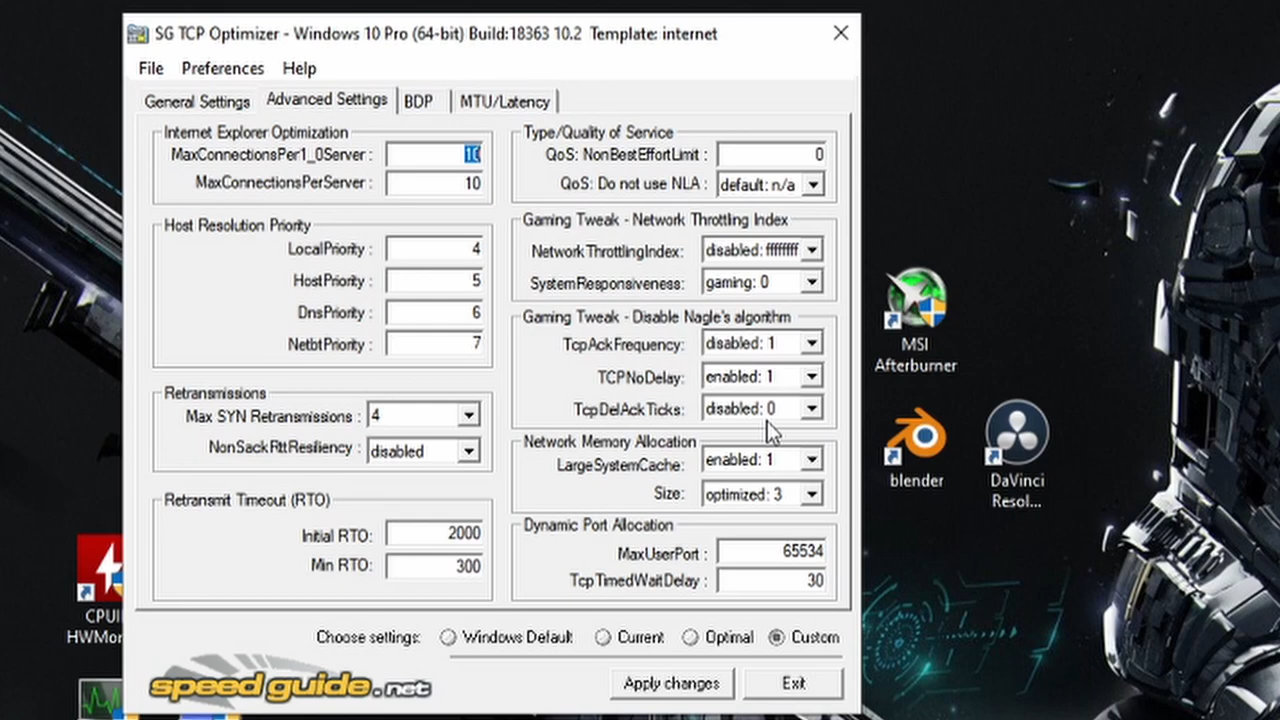 SG TCP Optimizer - Windows 10 Pro (64-bit) Build:18363 10.2 Template: internet
File Preferences Help
General Settings Advanced Settings BDP MTU/Latency
Internet Explorer Optimization
MaxConnectionsPer1_0Server : 10
MaxConnectionsPerServer : 10
Host Resolution Priority
LocalPriority : 4
HostPriority : 5
DnsPriority : 6
NetbtPriority : 7
Retransmissions
Max SYN Retransmissions : 4
NonSackRttResiliency : disabled
Retransmit Timeout (RTO)
Initial RTO: 2000
Min RTO: 300
Type/Quality of Service
QoS: NonBestEffortLimit : 0
QoS: Do not use NLA : default: n/a
Gaming Tweak - Network Throttling Index
NetworkThrottlingIndex: disabled: ffffffff
SystemResponsiveness: gaming: 0
Gaming Tweak - Disable Nagle's algorithm
TcpAckFrequency: disabled: 1
TCPNoDelay: enabled: 1
TcpDelAckTicks: disabled: 0
Network Memory Allocation
LargeSystemCache: enabled: 1
Size: optimized: 3
Dynamic Port Allocation
MaxUserPort : 65534
TcpTimedWaitDelay : 30
Choose settings: Windows Default Current Optimal Custom
speedguide.net
Apply changes Exit
MSI
Afterburner
blender
DaVinci
Resol...
CPUI
HWMon